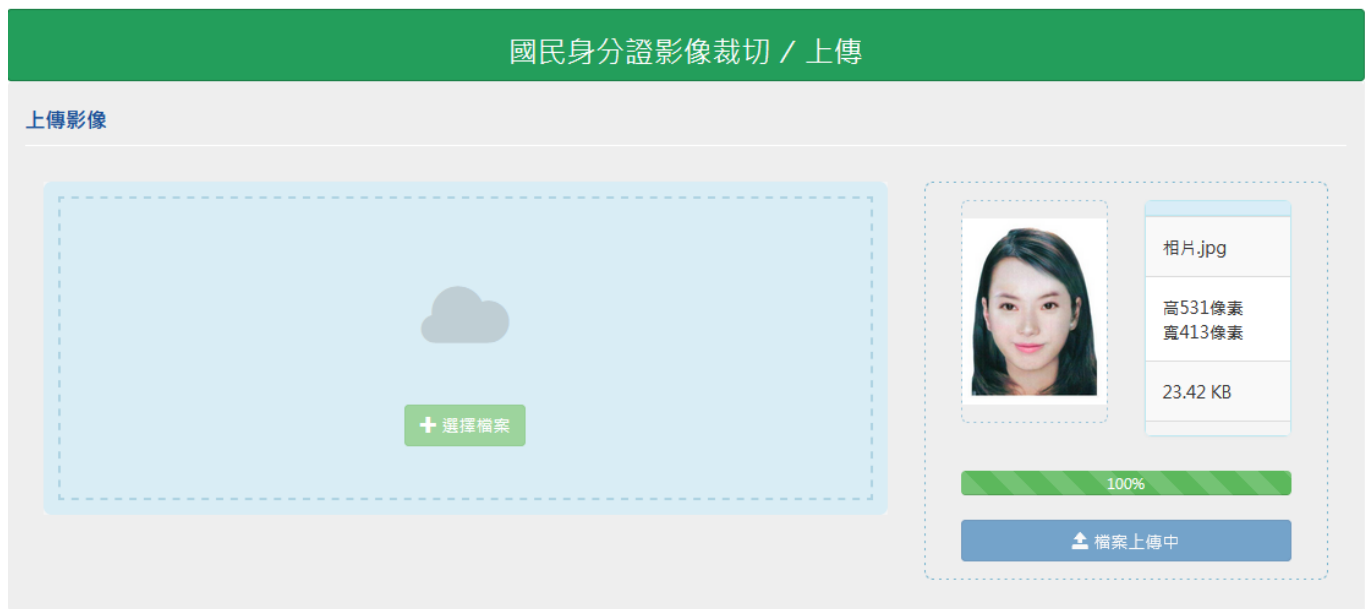 國民身分證影像裁切 / 上傳
上傳影像
選擇檔案
相片.jpg
高531像素
寬413像素
23.42 KB
100%
檔案上傳中